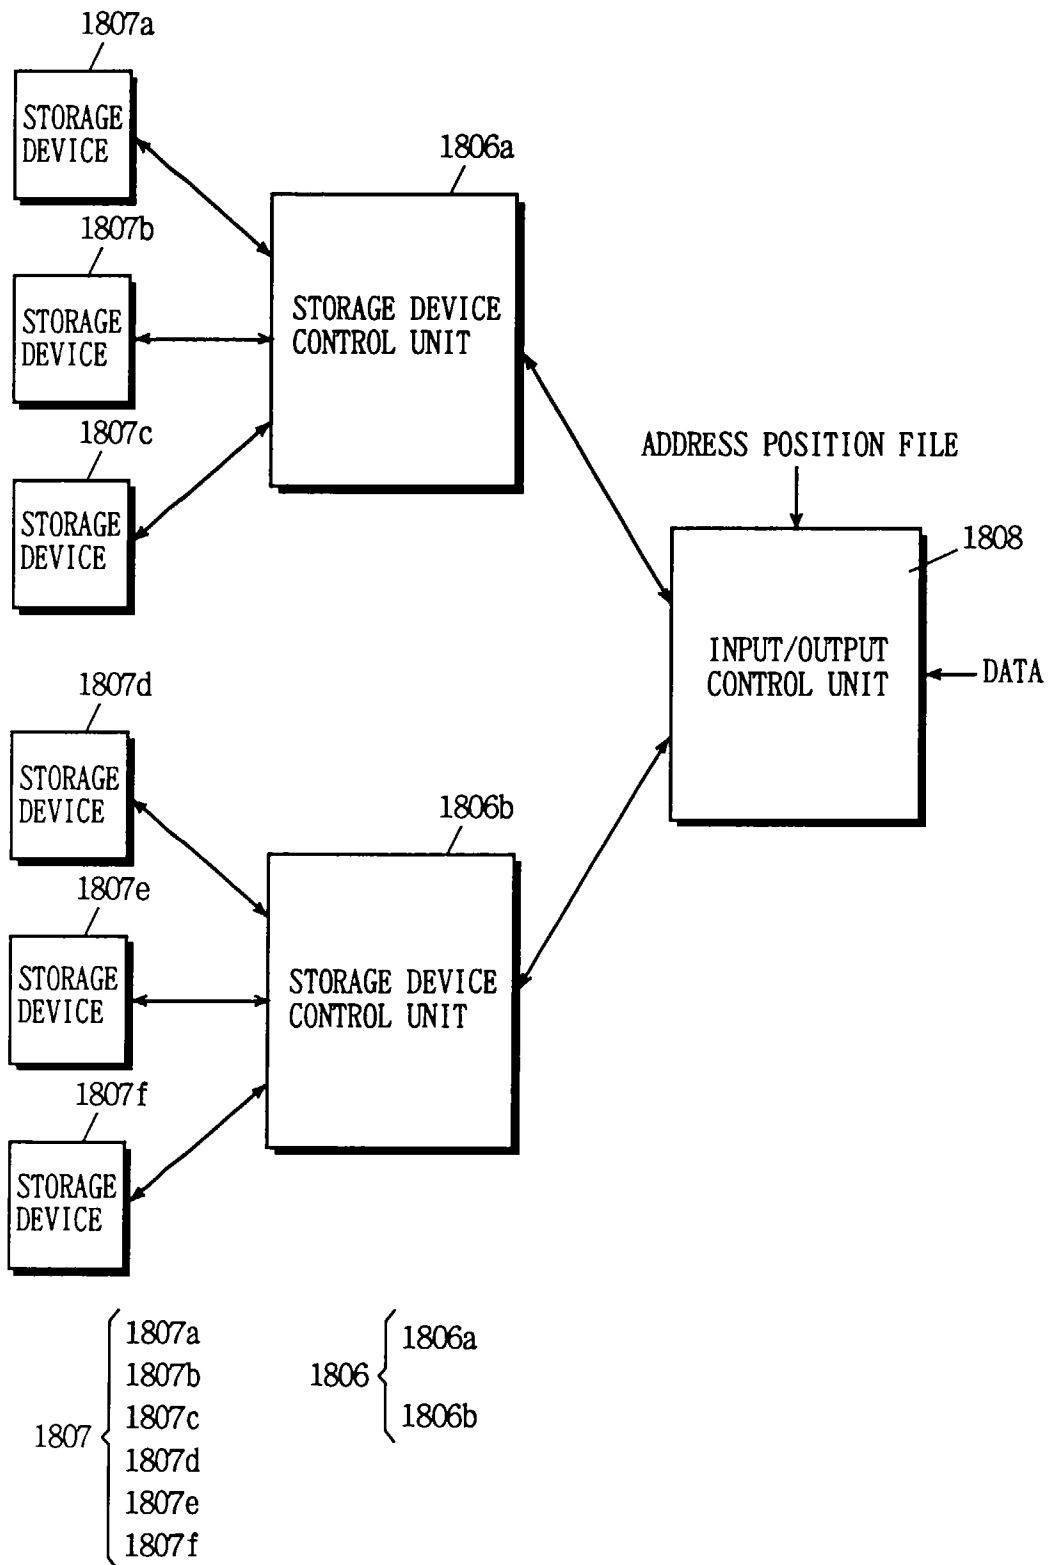 1807a
STORAGE
DEVICE
1806a
1807b
STORAGE
DEVICE
STORAGE DEVICE
CONTROL UNIT
1807c
STORAGE
DEVICE
ADDRESS POSITION FILE
1808
INPUT/OUTPUT
CONTROL UNIT
DATA
1807d
STORAGE
DEVICE
1806b
1807e
STORAGE
DEVICE
STORAGE DEVICE
CONTROL UNIT
1807f
STORAGE
DEVICE
1807
1807a
1807b
1807c
1807d
1807e
1807f
1806
1806a
1806b